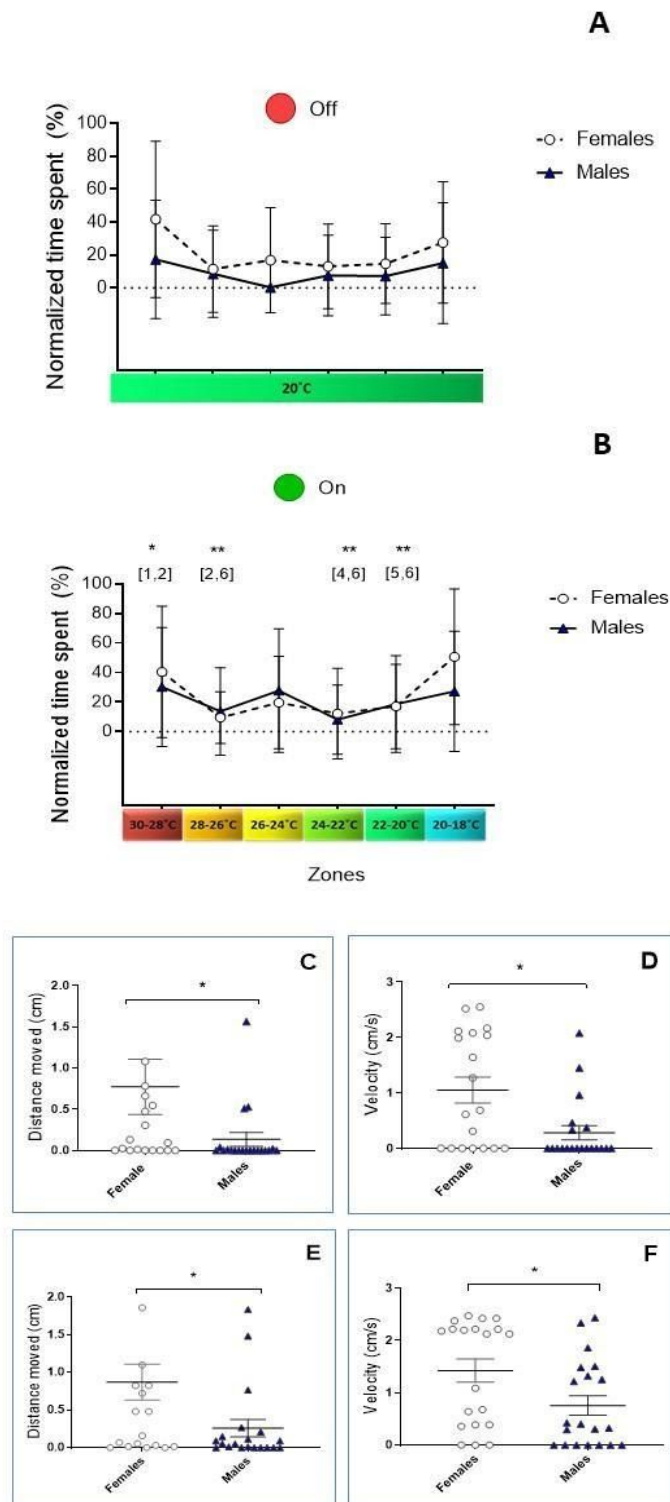 A
Off
Females
Males
Normalized time spent (%)
100
80
60
40
20
0
20˚C
B
On
* ** ** **
[1,2] [2,6] [4,6] [5,6]
Females
Males
Normalized time spent (%)
100
80
60
40
20
0
30-28˚C 28-26˚C 26-24˚C 24-22˚C 22-20˚C 20-18˚C
Zones
C
*
Distance moved (cm)
2.0
1.5
1.0
0.5
0.0
Female Males
D
*
Velocity (cm/s)
3
2
1
0
Female Males
E
*
Distance moved (cm)
2.0
1.5
1.0
0.5
0.0
Females Males
F
*
Velocity (cm/s)
3
2
1
0
Females Males